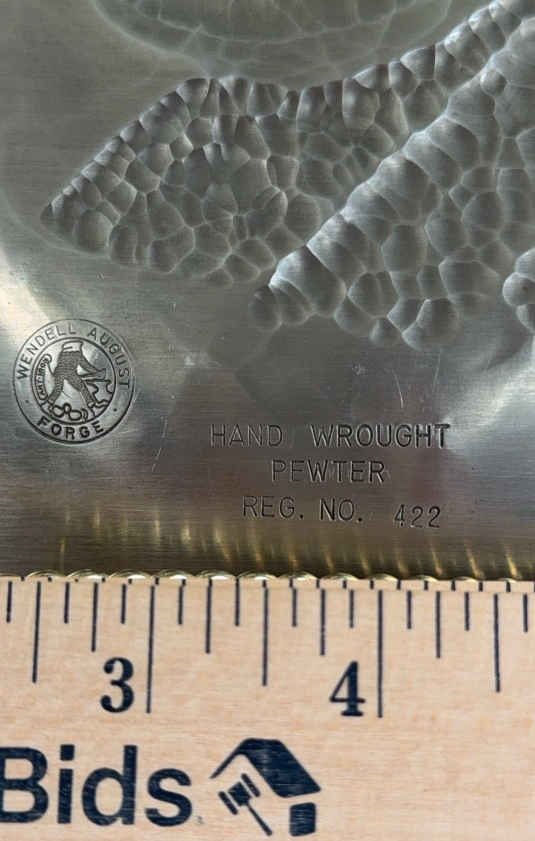 WENDELL AUGUST
FORGE
HAND WROUGHT
PEWTER
REG. NO. 422
3 4
Bids